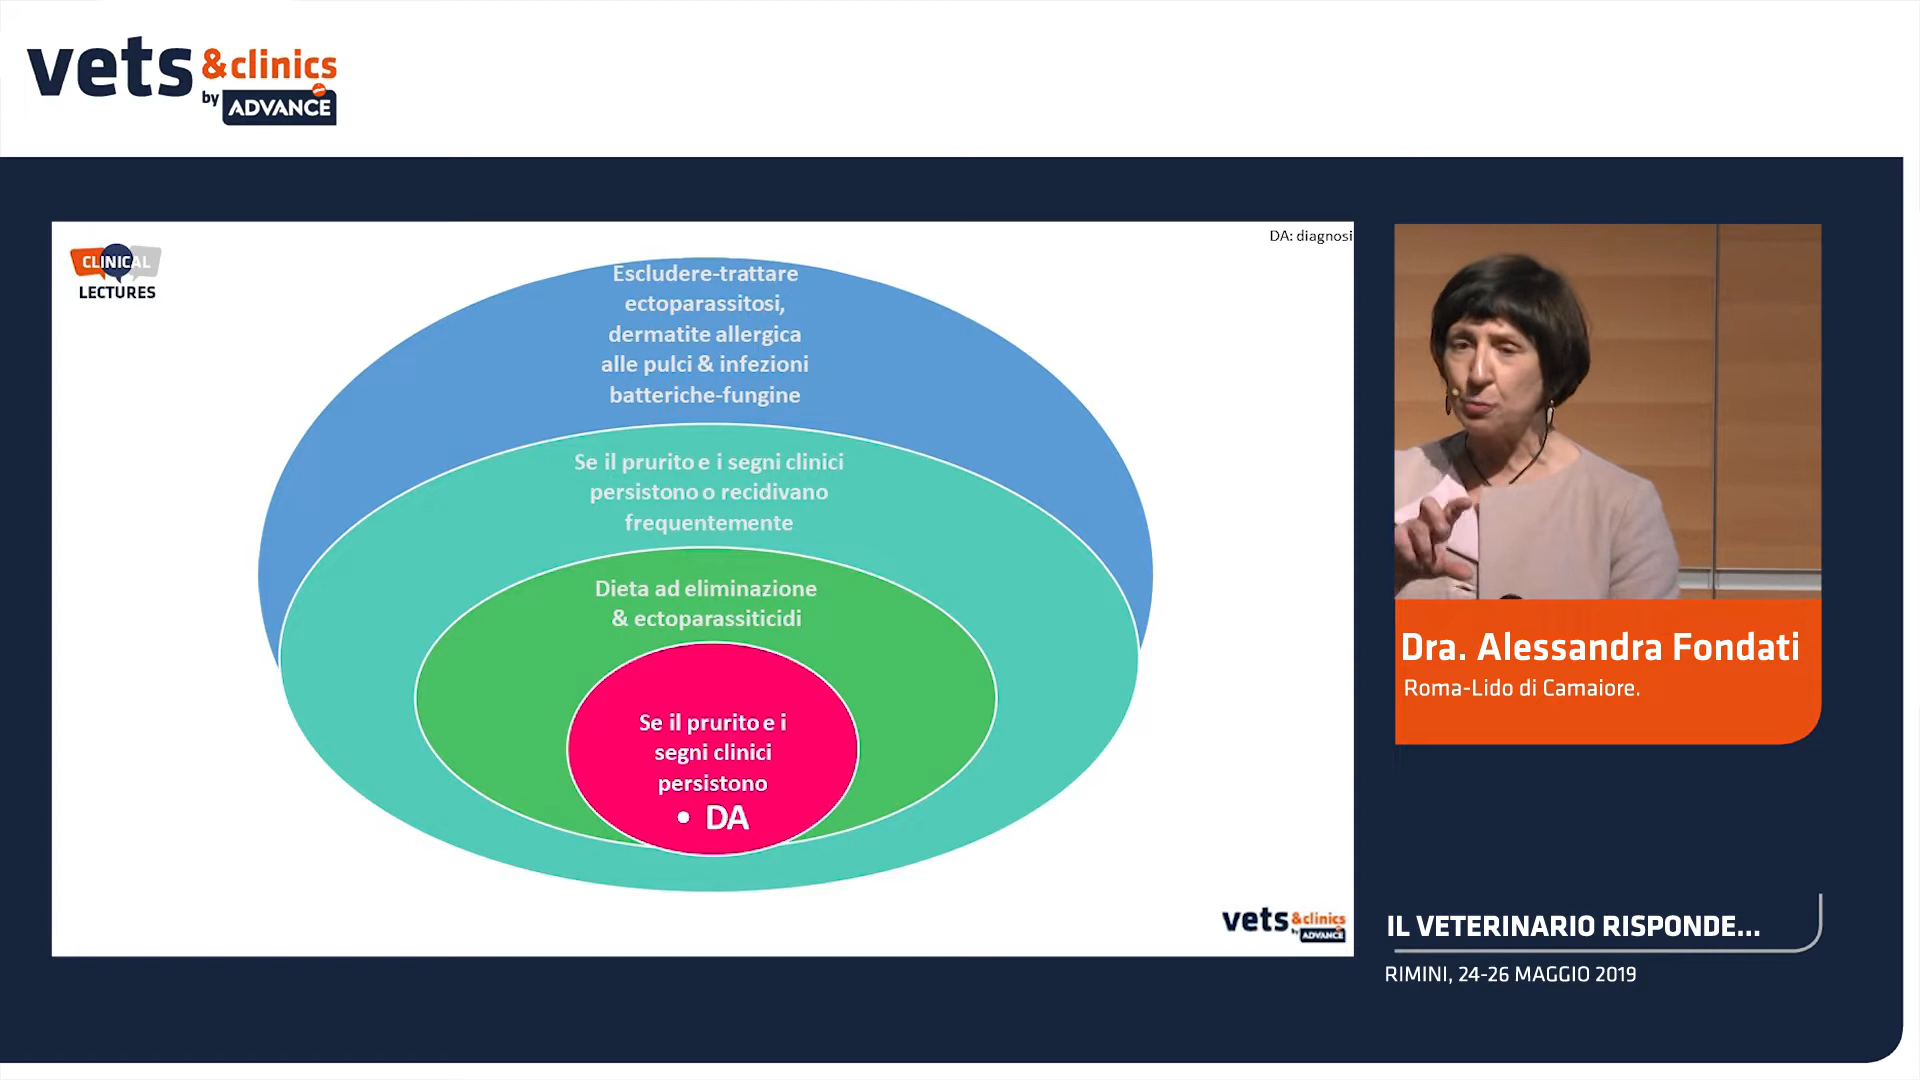 vets &clinics
by ADVANCE
CLINICAL
LECTURES
DA: diagnosi
Escludere-trattare
ectoparassitosi,
dermatite allergica
alle pulci & infezioni
batteriche-fungine
Se il prurito e i segni clinici
persistono o recidivano
frequentemente
Dieta ad eliminazione
& ectoparassiticidi
Se il prurito e i
segni clinici
persistono
• DA
vets &clinics
by ADVANCE
Dra. Alessandra Fondati
Roma-Lido di Camaiore.
IL VETERINARIO RISPONDE...
RIMINI, 24-26 MAGGIO 2019